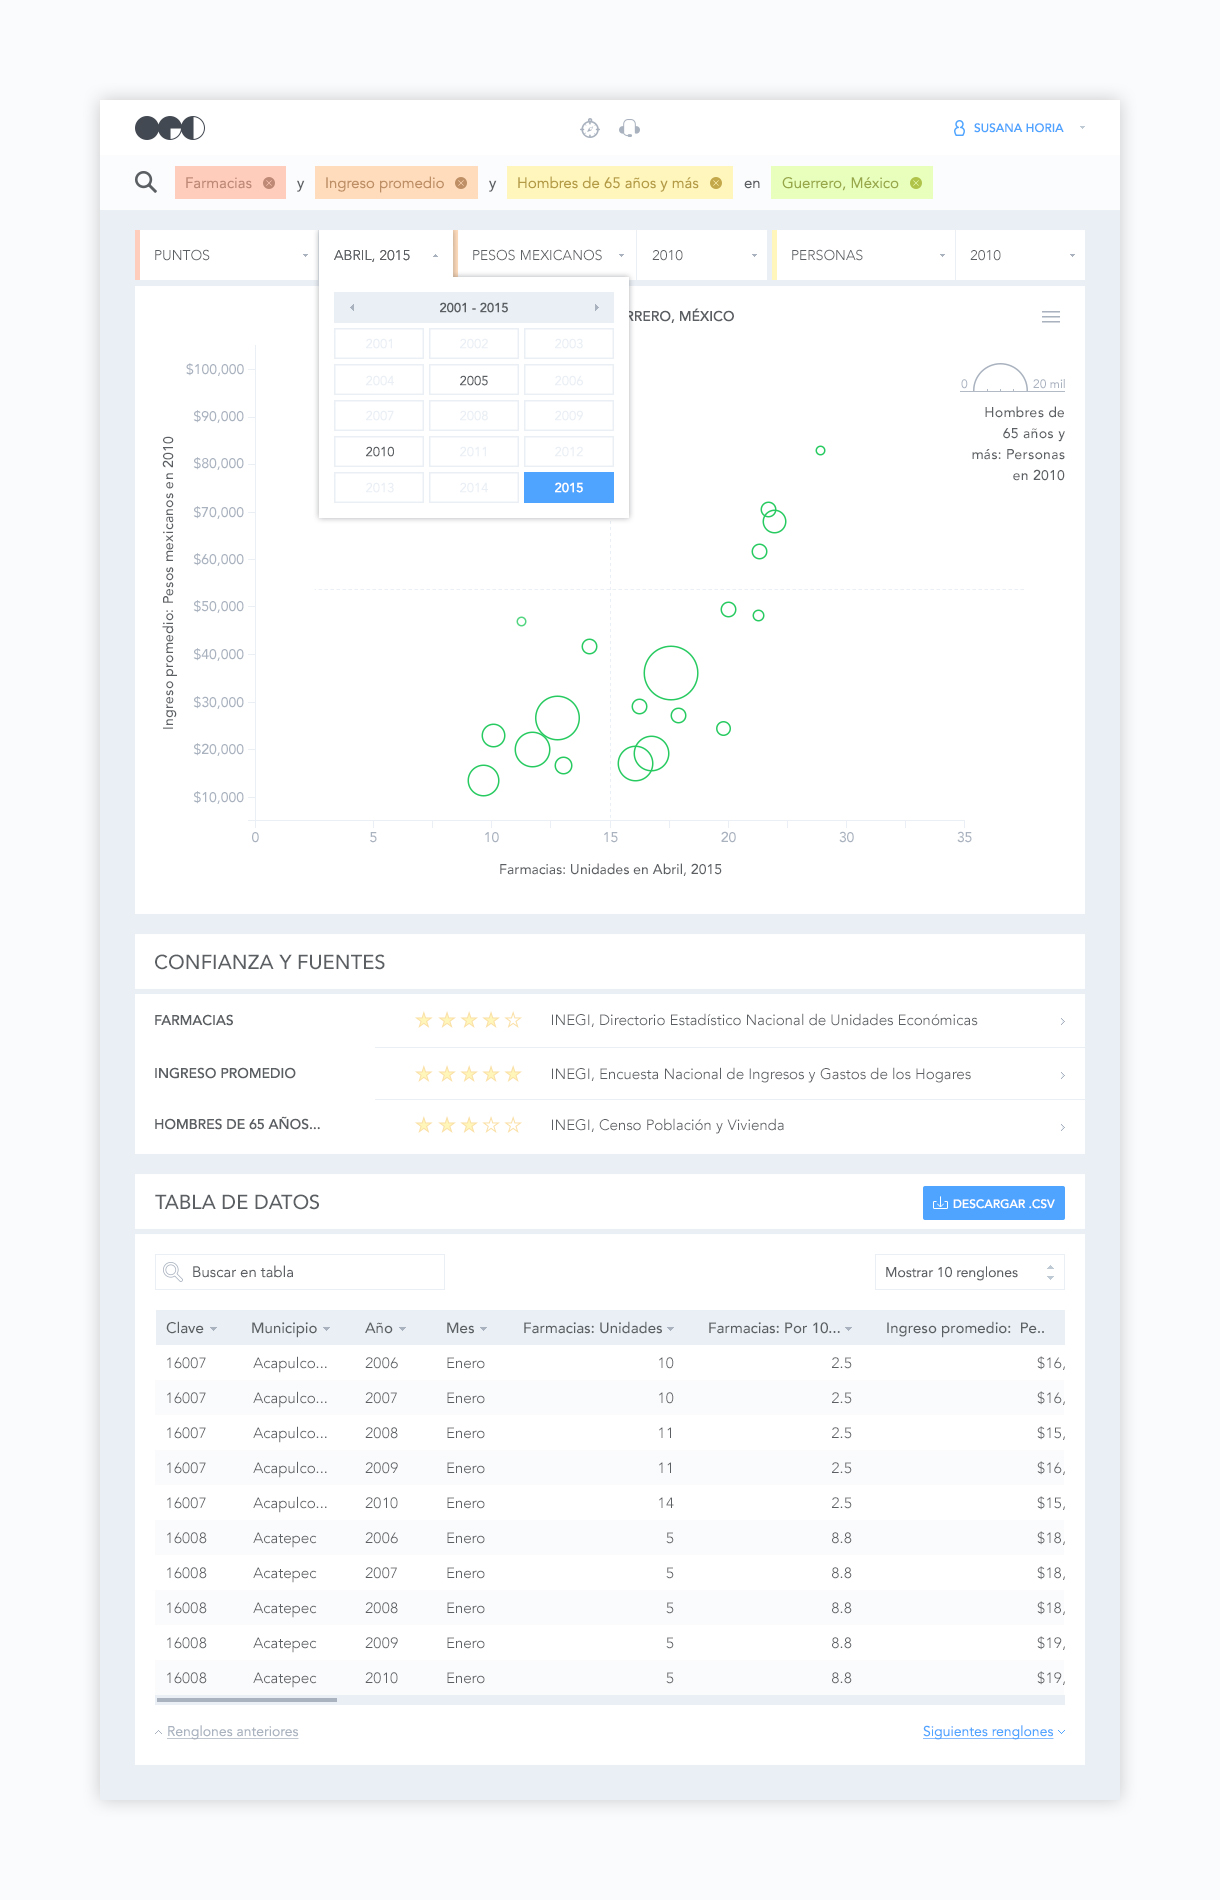 SUSANA HORIA
Farmacias y Ingreso promedio y Hombres de 65 años y más en Guerrero, México
PUNTOS ABRIL, 2015 PESOS MEXICANOS 2010 PERSONAS 2010
2001 - 2015
2001 2002 2003
2004 2005 2006
2007 2008 2009
2010 2011 2012
2013 2014 2015
RRERO, MÉXICO
0 20 mil
Hombres de
65 años y
más: Personas
en 2010
Ingreso promedio: Pesos mexicanos en 2010
$100,000
$90,000
$80,000
$70,000
$60,000
$50,000
$40,000
$30,000
$20,000
$10,000
0 5 10 15 20 30 35
Farmacias: Unidades en Abril, 2015
CONFIANZA Y FUENTES
FARMACIAS INEGI, Directorio Estadístico Nacional de Unidades Económicas
INGRESO PROMEDIO INEGI, Encuesta Nacional de Ingresos y Gastos de los Hogares
HOMBRES DE 65 AÑOS... INEGI, Censo Población y Vivienda
TABLA DE DATOS DESCARGAR .CSV
Buscar en tabla Mostrar 10 renglones
Clave Municipio Año Mes Farmacias: Unidades Farmacias: Por 10... Ingreso promedio: Pe..
16007 Acapulco... 2006 Enero 10 2.5 $16,
16007 Acapulco... 2007 Enero 10 2.5 $16,
16007 Acapulco... 2008 Enero 11 2.5 $15,
16007 Acapulco... 2009 Enero 11 2.5 $16,
16007 Acapulco... 2010 Enero 14 2.5 $15,
16008 Acatepec 2006 Enero 5 8.8 $18,
16008 Acatepec 2007 Enero 5 8.8 $18,
16008 Acatepec 2008 Enero 5 8.8 $18,
16008 Acatepec 2009 Enero 5 8.8 $19,
16008 Acatepec 2010 Enero 5 8.8 $19,
Renglones anteriores Siguientes renglones